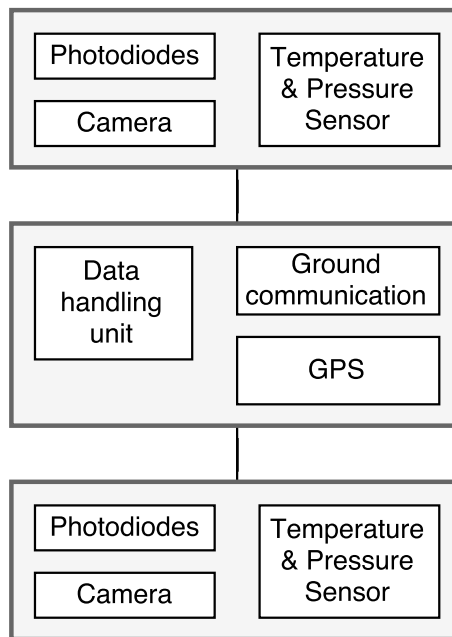 Photodiodes
Camera
Temperature
& Pressure
Sensor
Data
handling
unit
Ground
communication
GPS
Photodiodes
Camera
Temperature
& Pressure
Sensor